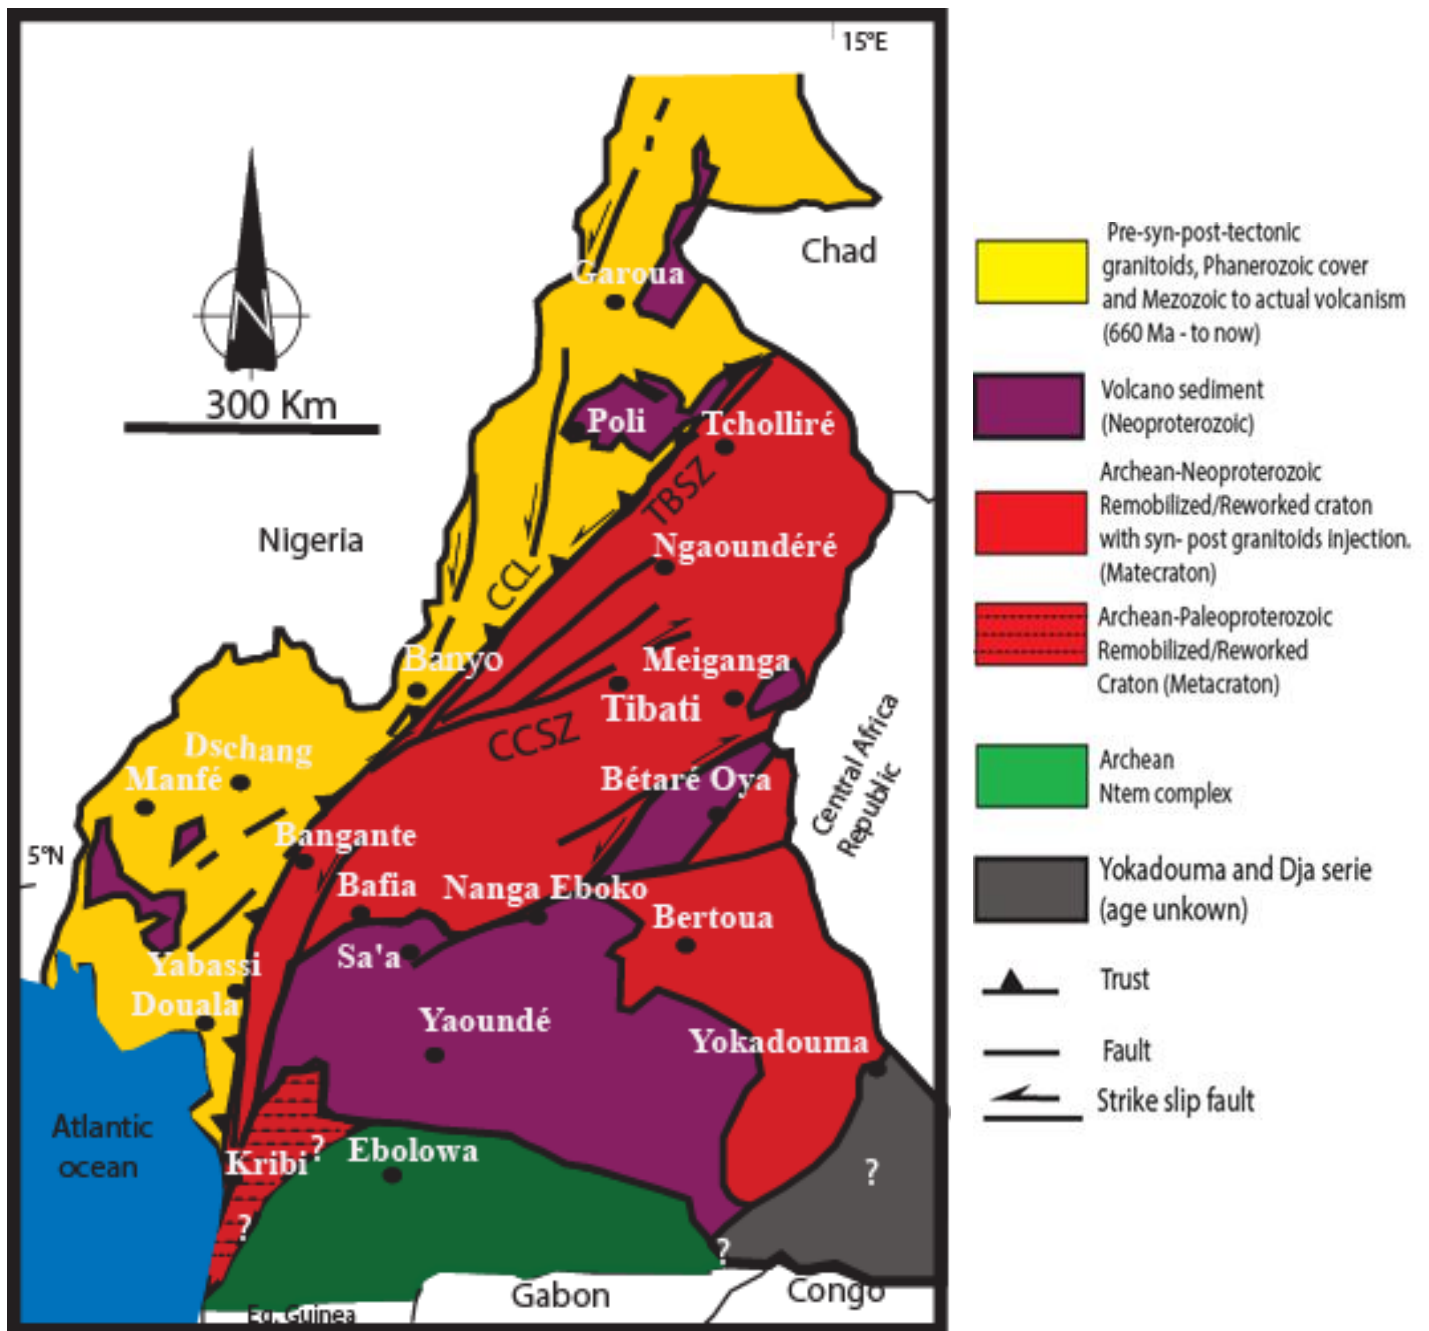 15°E
Chad
Garoua
N
300 Km
Poli
Tcholliré
TBSZ
Nigeria
Ngaoundéré
CCL
Banyo
Meiganga
Tibati
CCSZ
Dschang
Manfé
Bétaré Oya
Central Africa
Republic
5°N
Bangante
Bafia
Nanga Eboko
Bertoua
Sa'a
Yabassi
Douala
Yaoundé
Yokadouma
Atlantic
ocean
Kribi
?
Ebolowa
?
?
?
Gabon
Congo
Eq. Guinea
Pre-syn-post-tectonic
granitoids, Phanerozoic cover
and Mezozoic to actual volcanism
(660 Ma - to now)
Volcano sediment
(Neoproterozoic)
Archean-Neoproterozoic
Remobilized/Reworked craton
with syn- post granitoids injection.
(Matecraton)
Archean-Paleoproterozoic
Remobilized/Reworked
Craton (Metacraton)
Archean
Ntem complex
Yokadouma and Dja serie
(age unkown)
Trust
Fault
Strike slip fault